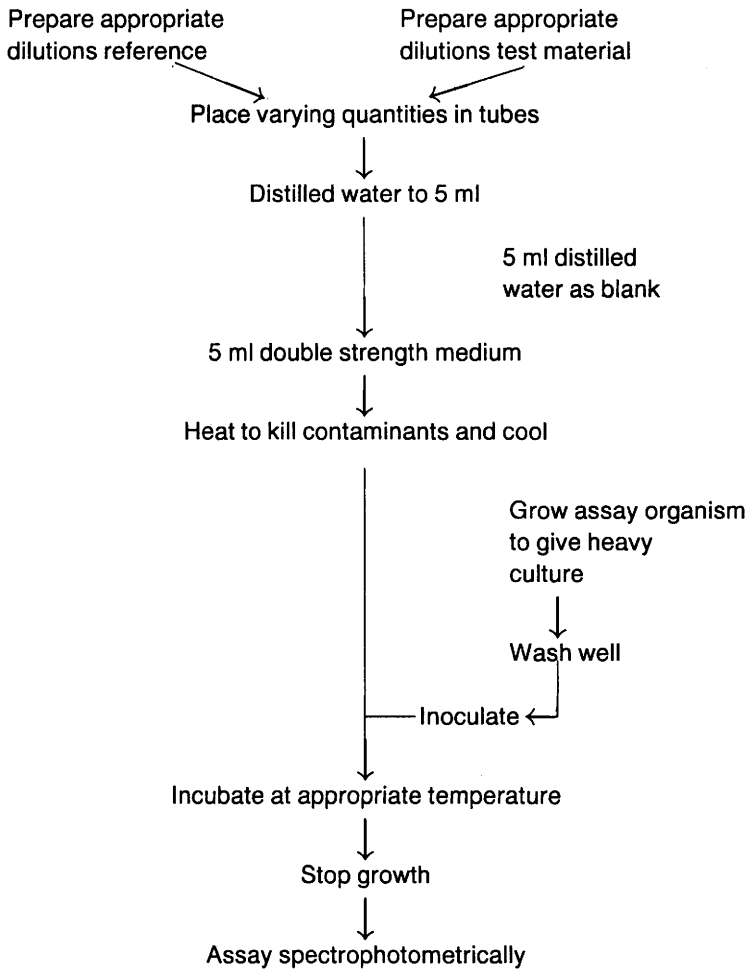 Prepare appropriate
dilutions reference
Prepare appropriate
dilutions test material
Place varying quantities in tubes
Distilled water to 5 ml
5 ml distilled
water as blank
5 ml double strength medium
Heat to kill contaminants and cool
Grow assay organism
to give heavy
culture
Wash well
Inoculate
Incubate at appropriate temperature
Stop growth
Assay spectrophotometrically